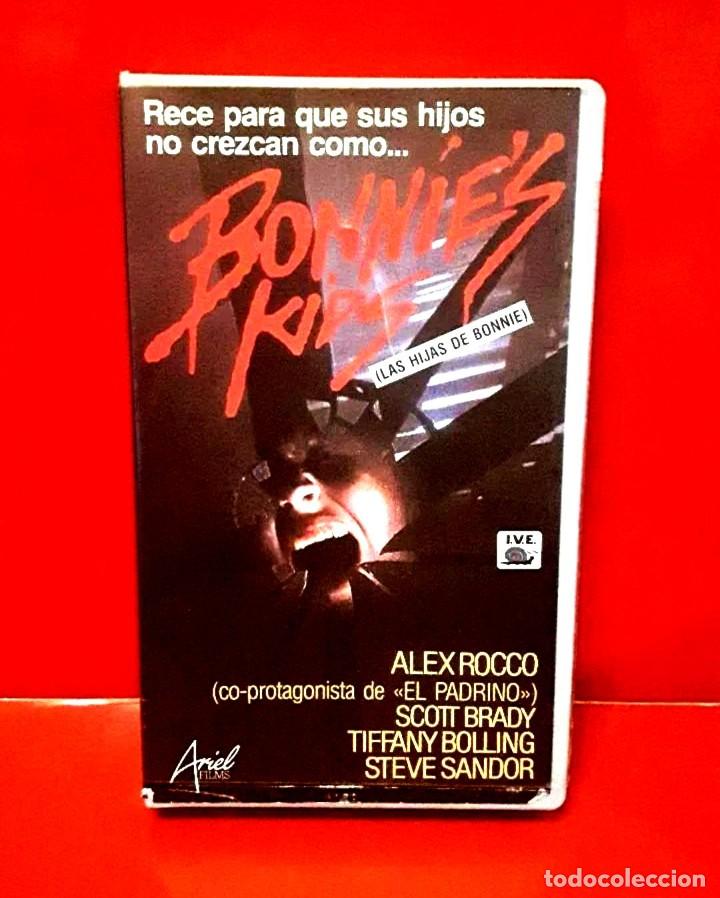 Rece para que sus hijos
no crezcan como...
BONNIE'S
KIDS
(LAS HIJAS DE BONNIE)
I.V.E.
ALEX ROCCO
(co-protagonista de «EL PADRINO»)
SCOTT BRADY
TIFFANY BOLLING
STEVE SANDOR
Ariel
FILMS
todocoleccion